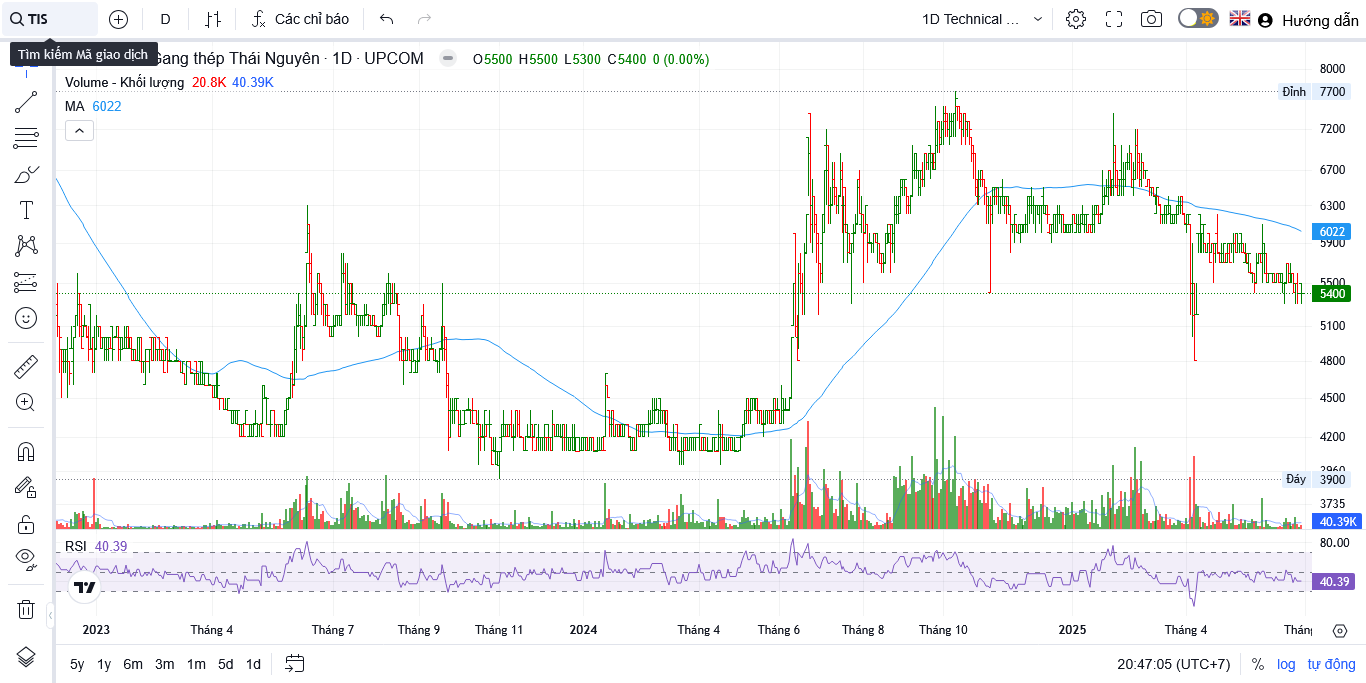 TIS
D
Các chỉ báo
1D Technical ...
Hướng dẫn
Tìm kiếm Mã giao dịch
Gang thép Thái Nguyên · 1D · UPCOM
O5500 H5500 L5300 C5400 0 (0.00%)
Volume - Khối lượng 20.8K 40.39K
MA 6022
8000
Đỉnh 7700
7200
6700
6300
6022
5900
5500
5400
5100
4800
4500
4200
3960
Đáy 3900
3735
40.39K
RSI 40.39
80.00
40.39
2023 Tháng 4 Tháng 7 Tháng 9 Tháng 11 2024 Tháng 4 Tháng 6 Tháng 8 Tháng 10 2025 Tháng 4 Thán
5y 1y 6m 3m 1m 5d 1d
20:47:05 (UTC+7) % log tự động